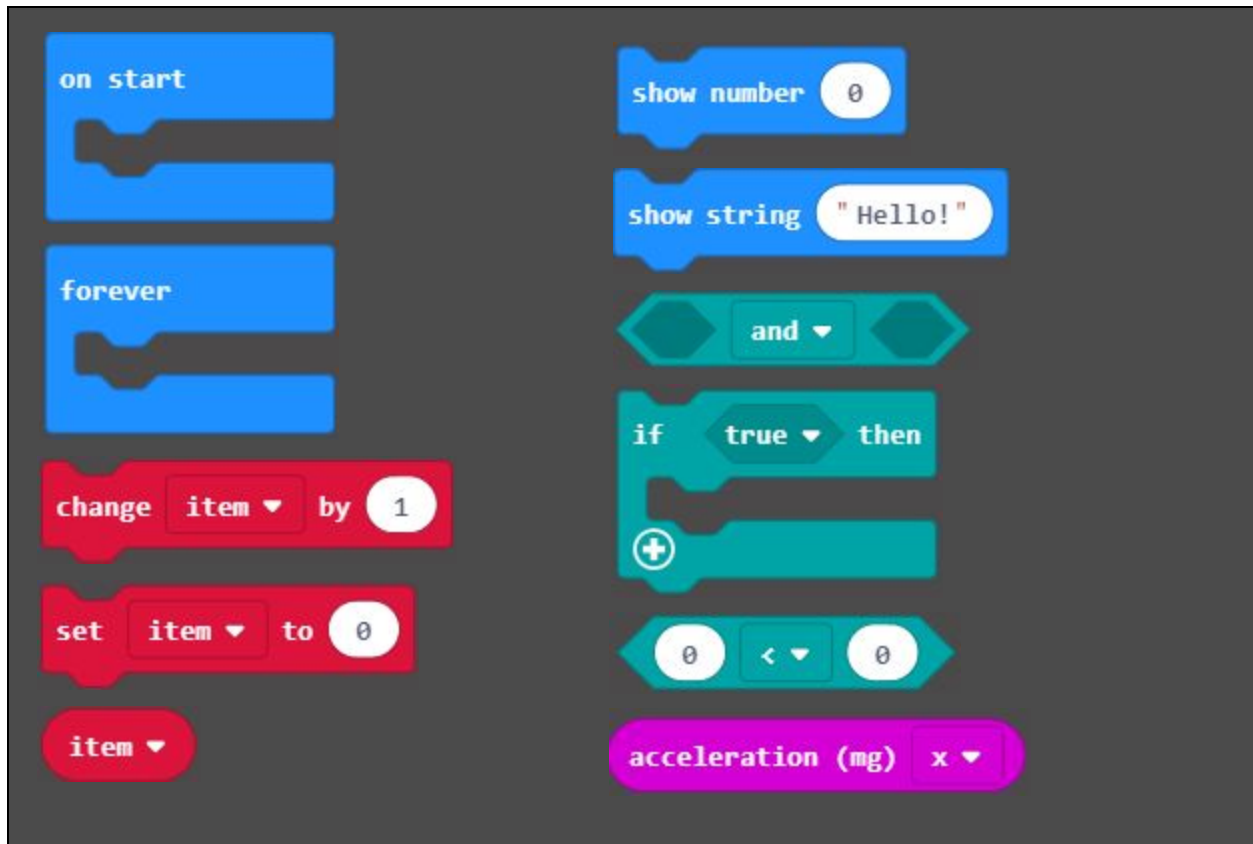 on start
forever
change item by 1
set item to 0
item
show number 0
show string "Hello!"
and
if true then
0 < 0
acceleration (mg) x